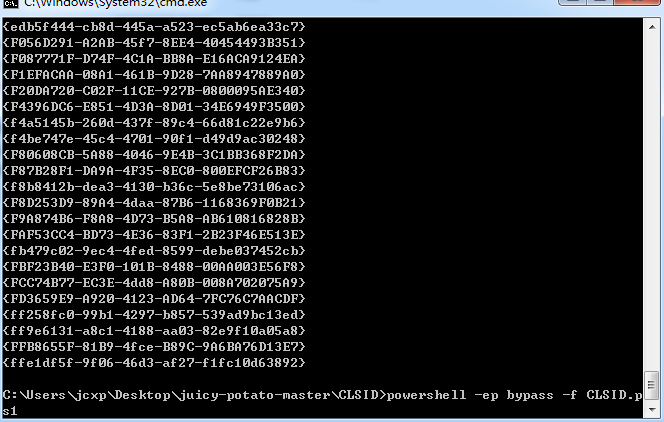 C:\Windows\System32\cmd.exe
{edb5f444-cb8d-445a-a523-ec5ab6ea33c7}
{F056D291-A2AB-45f7-8EE4-40454493B351}
{F087771F-D74F-4C1A-BB8A-E16ACA9124EA}
{F1EFACAA-08A1-461B-9D28-7AA8947889A0}
{F20DA720-C02F-11CE-927B-0800095AE340}
{F4396DC6-E851-4D3A-8D01-34E6949F3500}
{f4a5145b-260d-437f-89c4-66d81c22e9b6}
{f4be747e-45c4-4701-90f1-d49d9ac30248}
{F80608CB-5A88-4046-9E4B-3C1BB368F2DA}
{F87B28F1-DA9A-4F35-8EC0-800EFCF26B83}
{f8b8412b-dea3-4130-b36c-5e8be73106ac}
{F8D253D9-89A4-4daa-87B6-1168369F0B21}
{F9A874B6-F8A8-4D73-B5A8-AB610816828B}
{FAF53CC4-BD73-4E36-83F1-2B23F46E513E}
{fb479c02-9ec4-4fed-8599-debe037452cb}
{FBF23B40-E3F0-101B-8488-00AA003E56F8}
{FCC74B77-EC3E-4dd8-A80B-008A702075A9}
{FD3659E9-A920-4123-AD64-7FC76C7AACDF}
{ff258fc0-99b1-4297-b857-539ad9bc13ed}
{ff9e6131-a8c1-4188-aa03-82e9f10a05a8}
{FFB8655F-81B9-4fce-B89C-9A6BA76D13E7}
{ffe1df5f-9f06-46d3-af27-f1fc10d63892}
C:\Users\jcxp\Desktop\juicy-potato-master\CLSID>powershell -ep bypass -f CLSID.p
s1